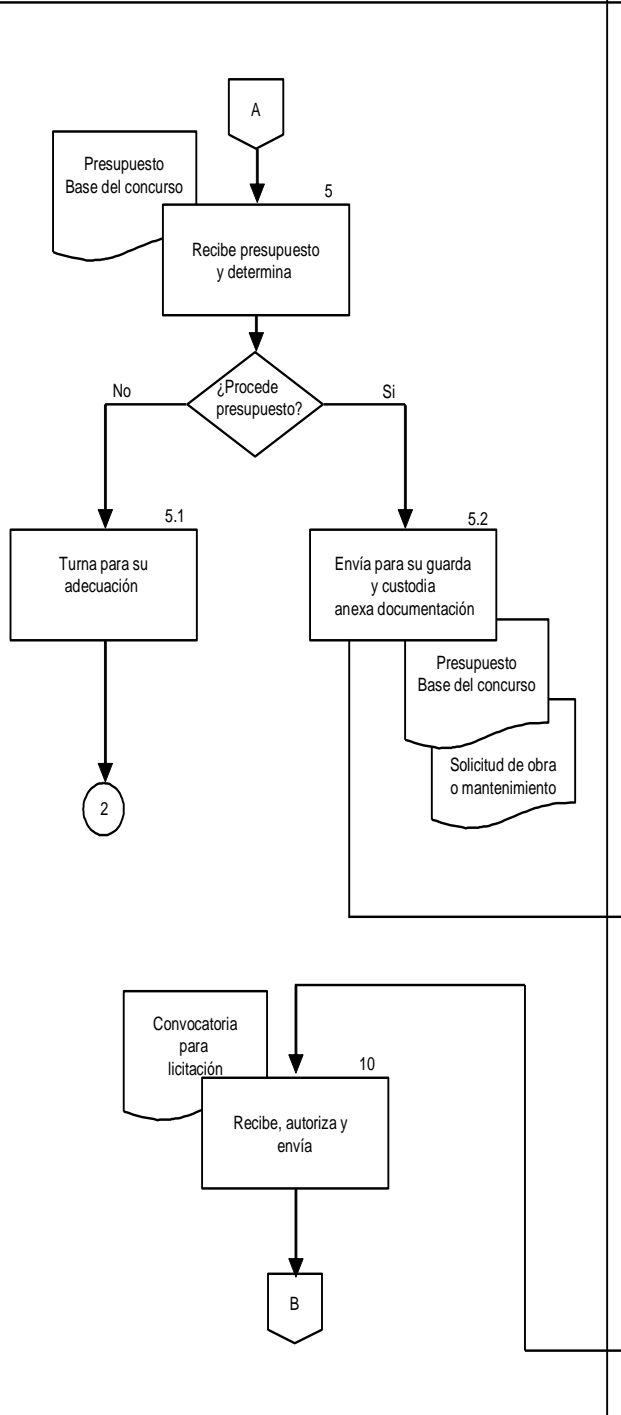 A
Presupuesto
Base del concurso
5
Recibe presupuesto
y determina
¿Procede
presupuesto?
No
Si
5.1
Turna para su
adecuación
5.2
Envía para su guarda
y custodia
anexa documentación
Presupuesto
Base del concurso
Solicitud de obra
o mantenimiento
2
Convocatoria
para
licitación
10
Recibe, autoriza y
envía
B